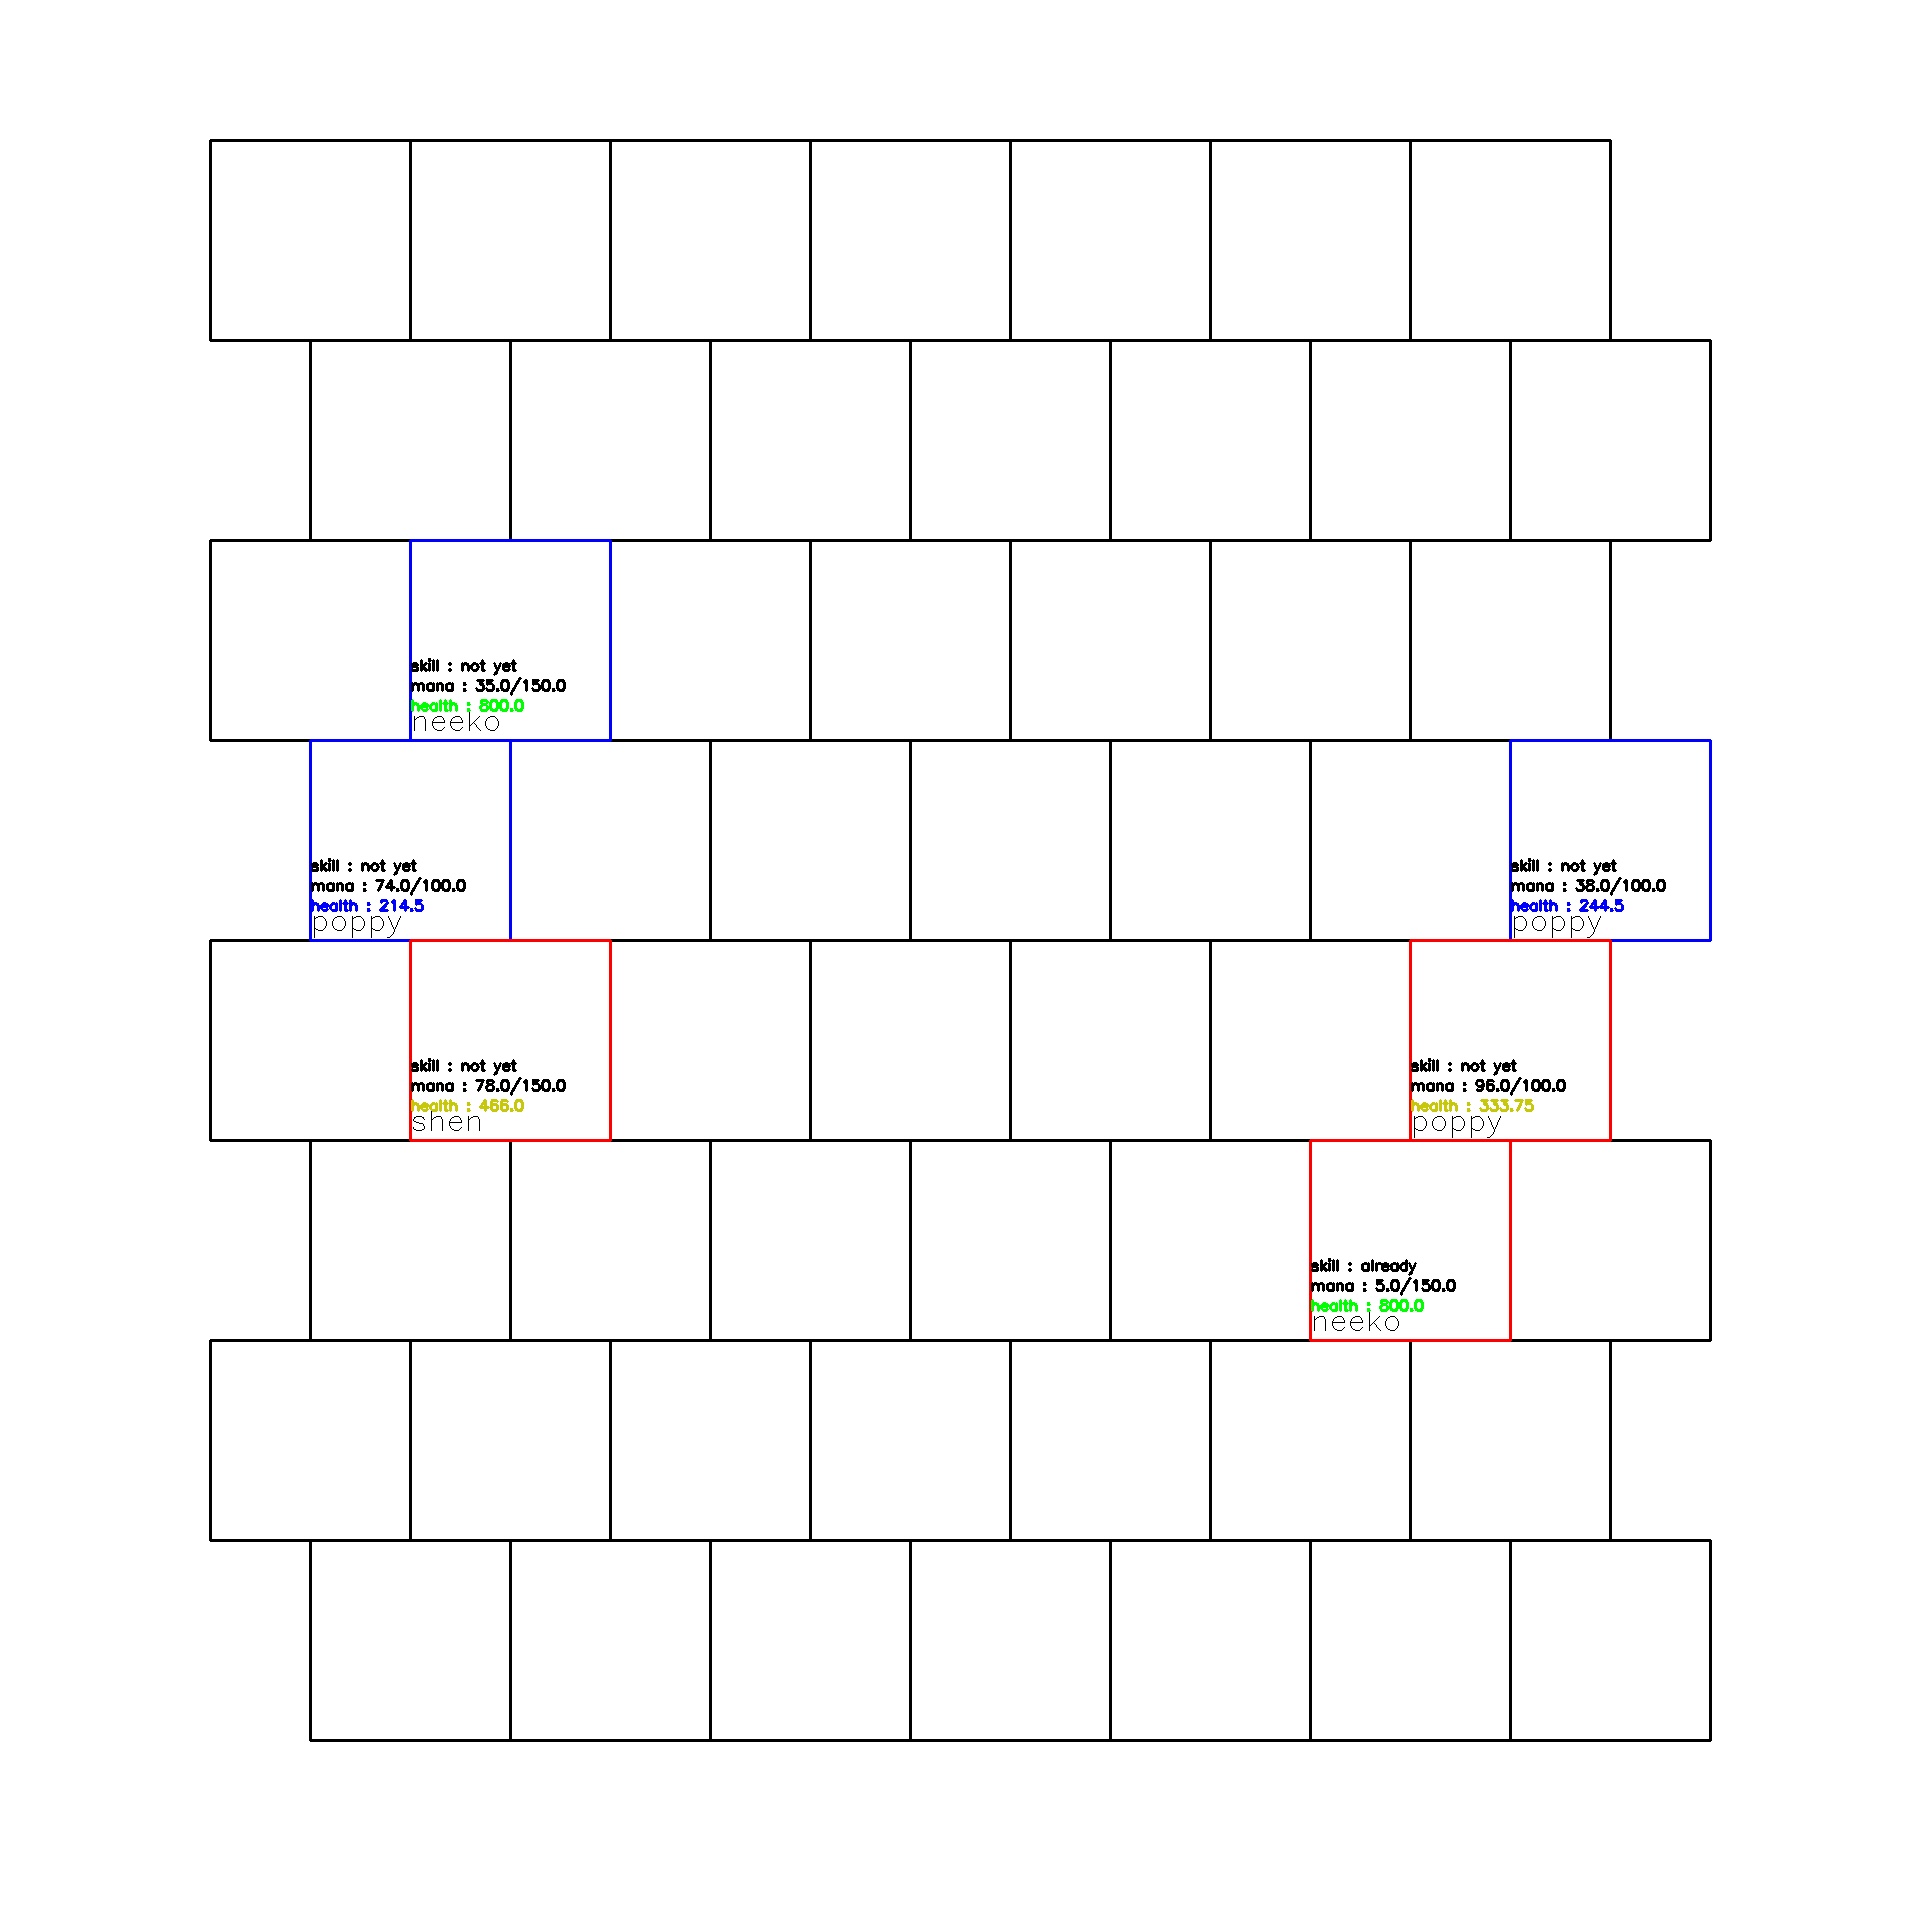 skill : not yet
mana : 35.0/150.0
health : 800.0
neeko
skill : not yet
mana : 74.0/100.0
health : 214.5
poppy
skill : not yet
mana : 38.0/100.0
health : 244.5
poppy
skill : not yet
mana : 78.0/150.0
health : 466.0
shen
skill : not yet
mana : 96.0/100.0
health : 333.75
poppy
skill : already
mana : 5.0/150.0
health : 800.0
neeko